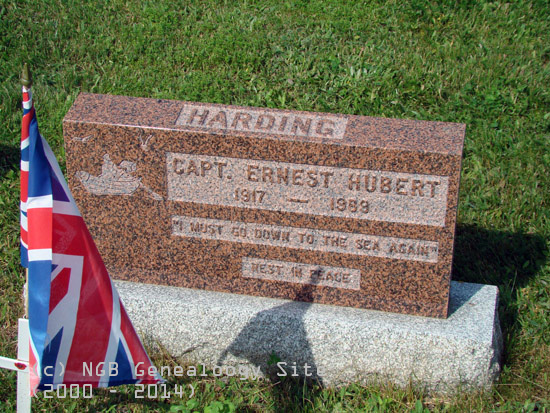 HARDING
CAPT. ERNEST HUBERT
1917 — 1989
"I MUST GO DOWN TO THE SEA AGAIN"
REST IN PEACE
(c) NGB Genealogy Site
(2000 - 2014)